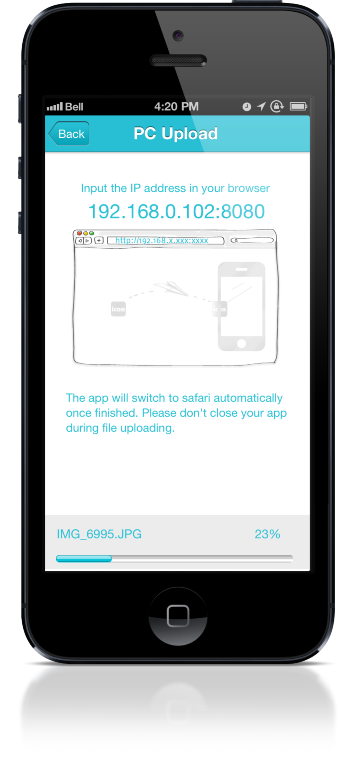 Bell 4:20 PM
Back PC Upload
Input the IP address in your browser
192.168.0.102:8080
http://192.168.x.xxx:xxxx
The app will switch to safari automatically
once finished. Please don't close your app
during file uploading.
IMG_6995.JPG 23%